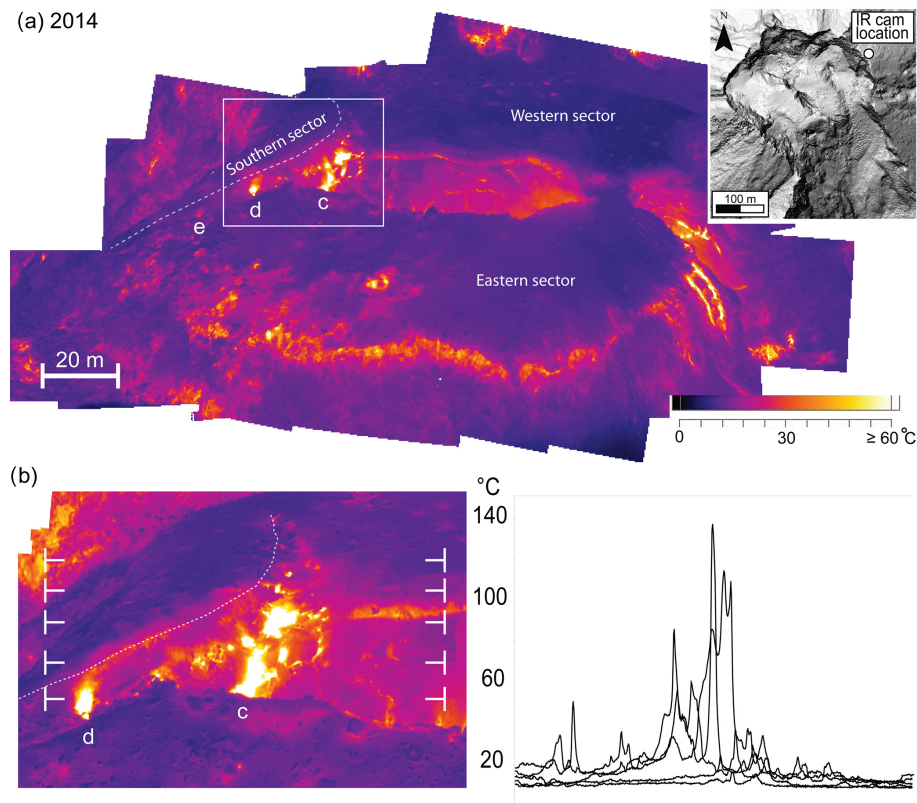 (a) 2014
N
IR cam
location
Western sector
Southern sector
d
c
e
100 m
Eastern sector
20 m
0
30
≥ 60 °C
(b)
°C
140
100
60
20
d
c